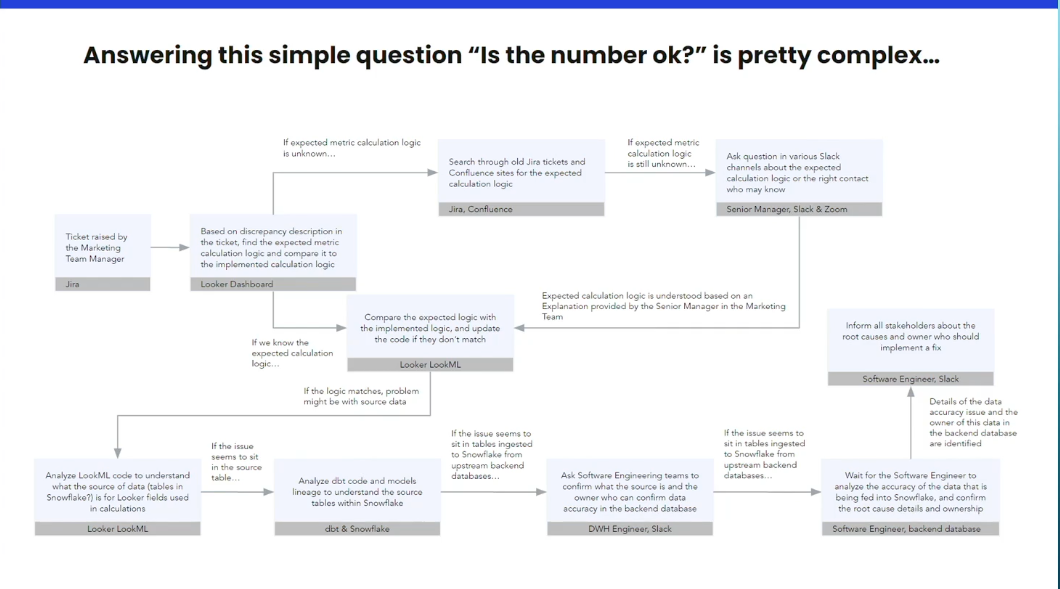 Answering this simple question “Is the number ok?” is pretty complex…
If expected metric calculation logic
is unknown…
Search through old Jira tickets and
Confluence sites for the expected
calculation logic
Jira, Confluence
If expected metric
calculation logic
is still unknown…
Ask question in various Slack
channels about the expected
calculation logic or the right contact
who may know
Senior Manager, Slack & Zoom
Ticket raised by
the Marketing
Team Manager
Jira
Based on discrepancy description in
the ticket, find the expected metric
calculation logic and compare it to
the implemented calculation logic
Looker Dashboard
If we know the
expected calculation
logic…
Compare the expected logic with
the implemented logic, and update
the code if they don't match
Looker LookML
Expected calculation logic is understood based on an
Explanation provided by the Senior Manager in the Marketing
Team
If the logic matches, problem
might be with source data
Analyze LookML code to understand
what the source of data (tables in
Snowflake?) is for Looker fields used
in calculations
Looker LookML
If the issue
seems to sit
in the source
table…
Analyze dbt code and models
lineage to understand the source
tables within Snowflake
dbt & Snowflake
If the issue seems to
sit in tables ingested
to Snowflake from
upstream backend
databases…
Ask Software Engineering teams to
confirm what the source is and the
owner who can confirm data
accuracy in the backend database
DWH Engineer, Slack
If the issue seems to
sit in tables ingested
to Snowflake from
upstream backend
databases…
Wait for the Software Engineer to
analyze the accuracy of the data that is
being fed into Snowflake, and confirm
the root cause details and ownership
Software Engineer, backend database
Details of the data
accuracy issue and the
owner of this data in
the backend database
are identified
Inform all stakeholders about the
root causes and owner who should
implement a fix
Software Engineer, Slack